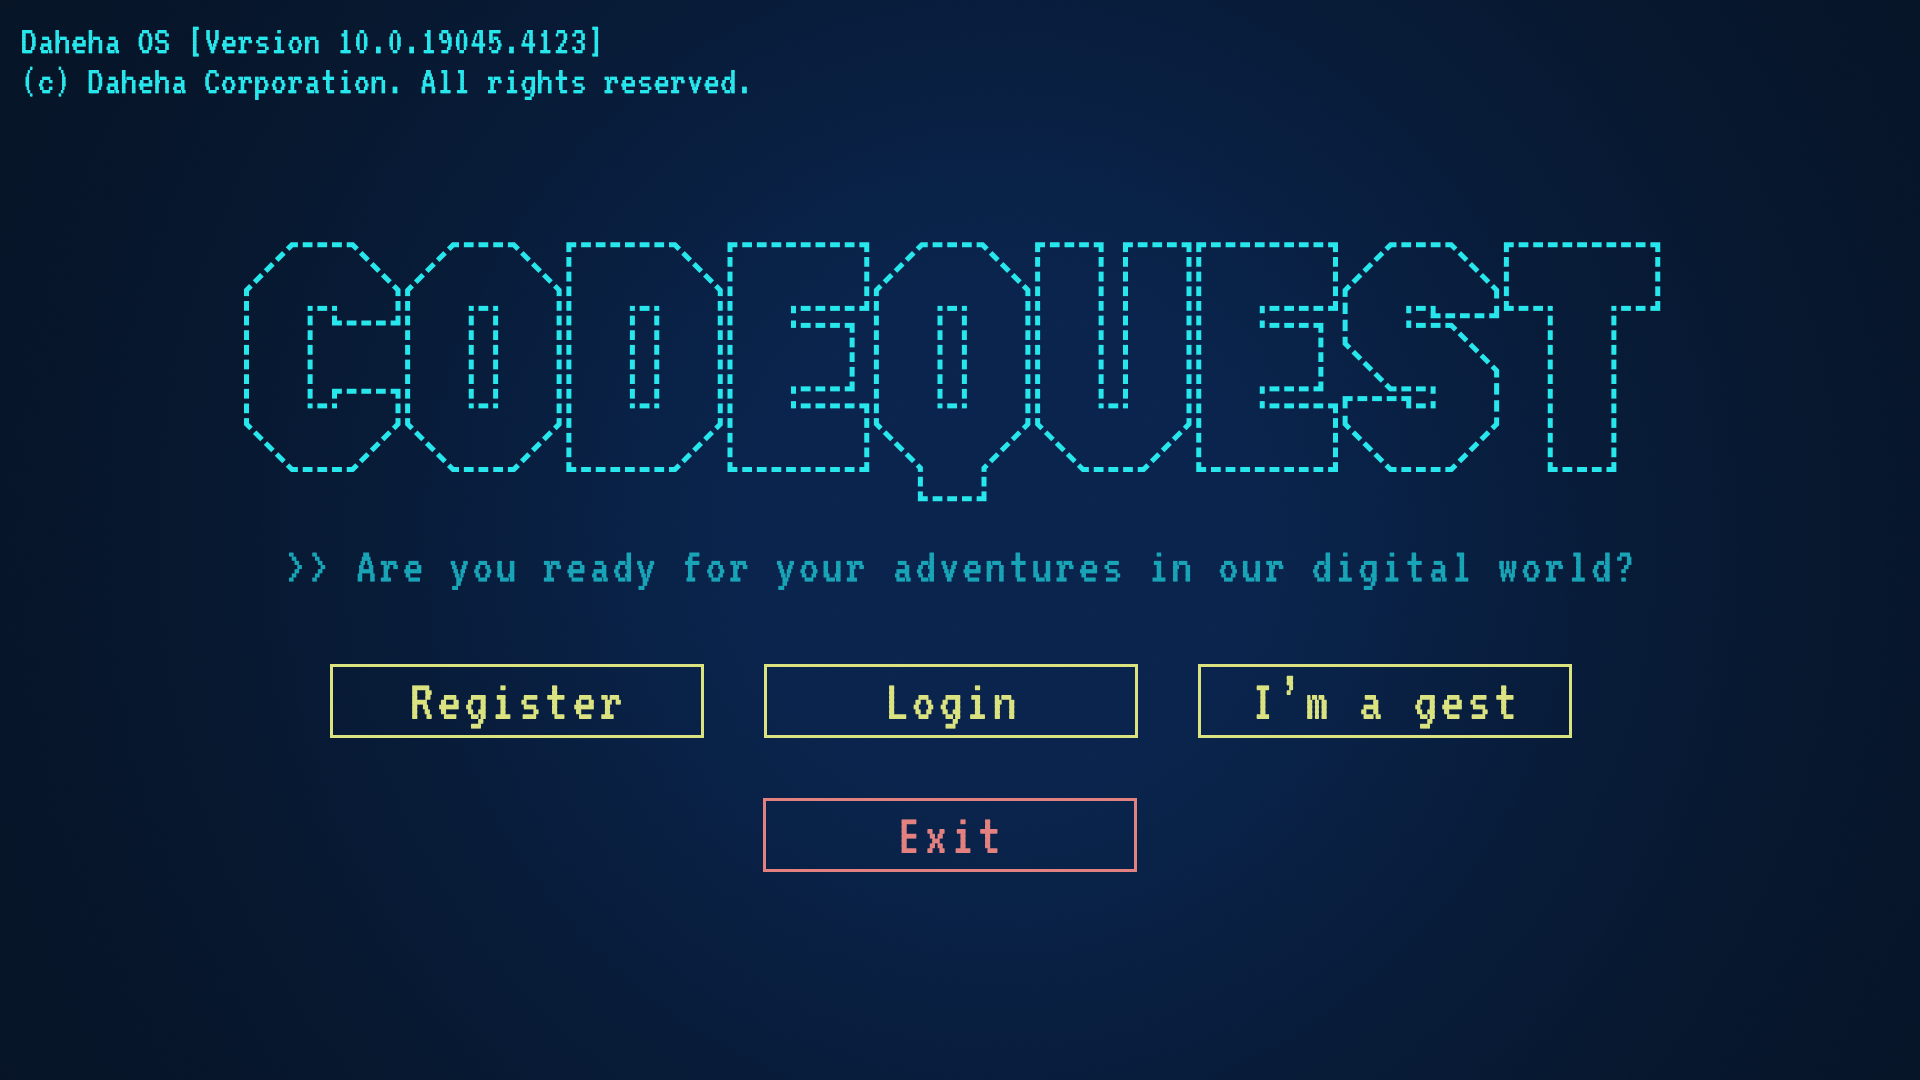 Daheha OS [Version 10.0.19045.4123]
(c) Daheha Corporation. All rights reserved.
CODEQUEST
>> Are you ready for your adventures in our digital world?
Register
Login
I'm a gest
Exit